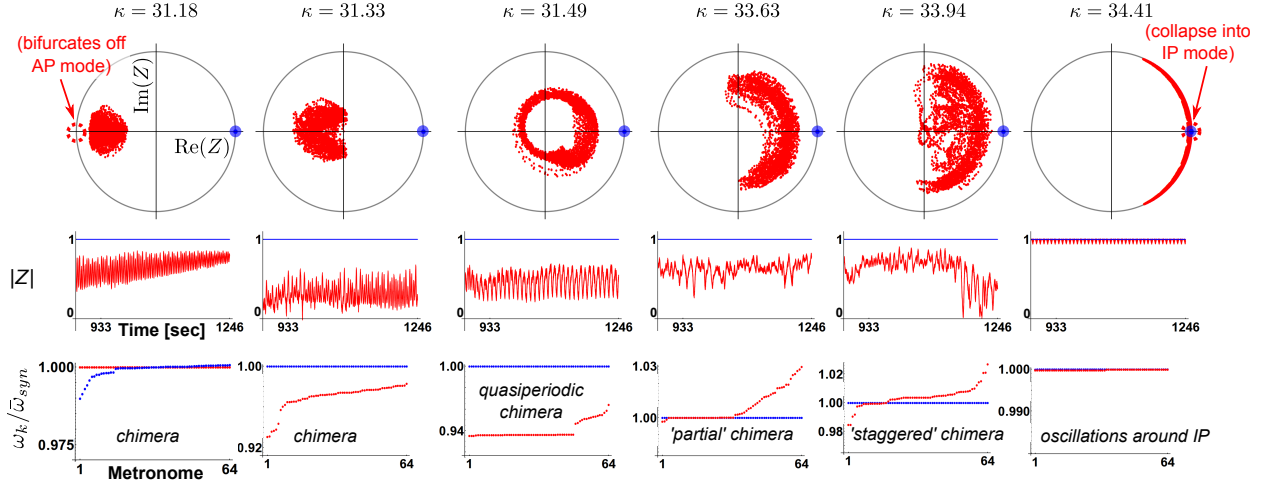 κ = 31.18 κ = 31.33 κ = 31.49 κ = 33.63 κ = 33.94 κ = 34.41
(bifurcates off
AP mode)
Im(Z)
Re(Z)
(collapse into
IP mode)
|Z|
1 1 1 1 1 1
0 0 0 0 0 0
933 1246 933 1246 933 1246 933 1246 933 1246 933 1246
Time [sec]
ω_k/ω̄_syn
1.000 1.00 1.00 1.03 1.02 1.00
0.975 0.92 0.94 1.00 1.00 0.98 0.990
chimera
chimera
quasiperiodic
chimera
'partial' chimera
'staggered' chimera
oscillations around IP
1 64 1 64 1 64 1 64 1 64 1 64
Metronome